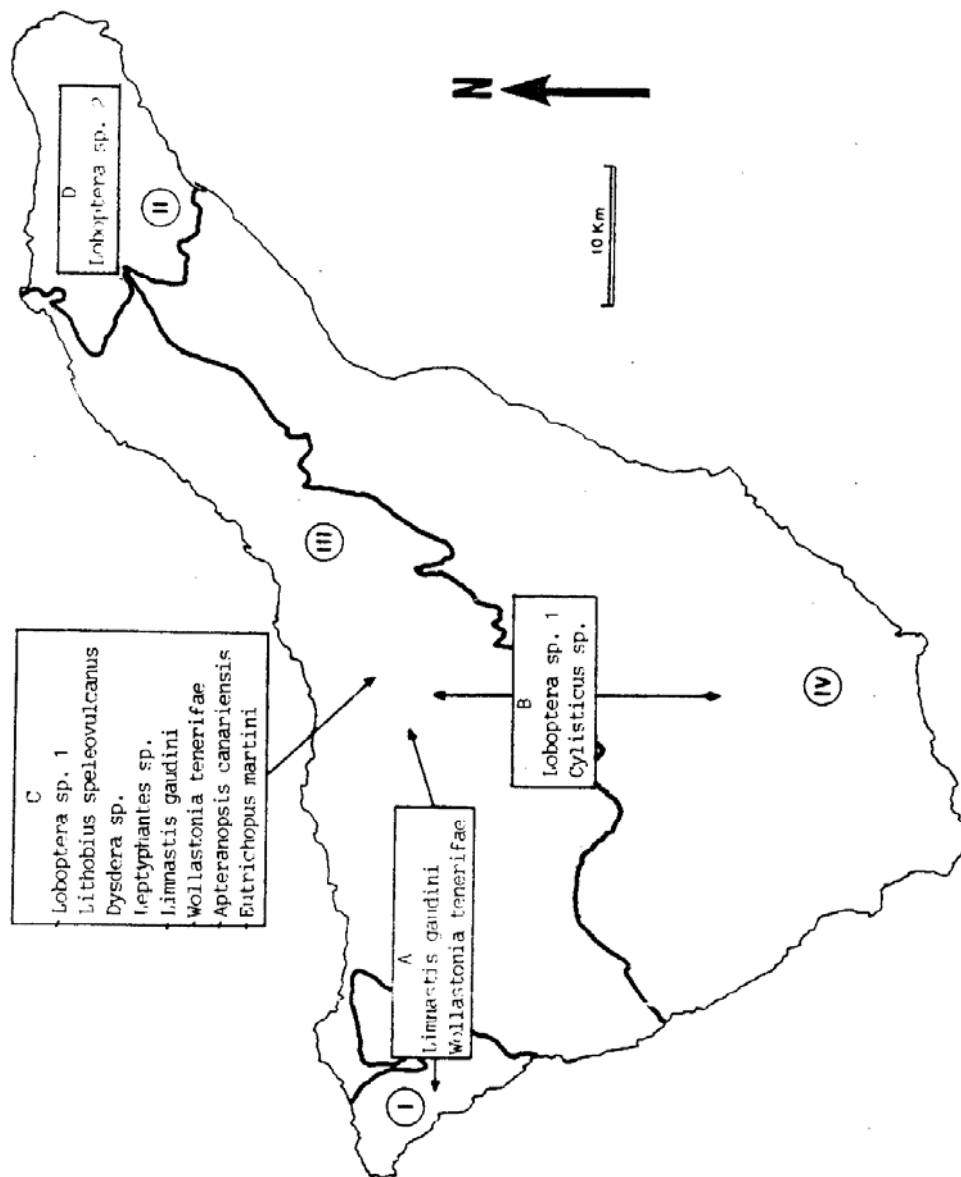 N
10 Km
D
Loboptera sp. 2
II
III
C
Loboptera sp. 1
Lithobius speleovulcanus
Dysdera sp.
Leptyphantes sp.
Limnastis gaudini
Wollastonia tenerifae
Apteranopsis canariensis
Eutrichopus martini
B
Loboptera sp. 1
Cylisticus sp.
IV
A
Limnastis gaudini
Wollastonia tenerifae
I